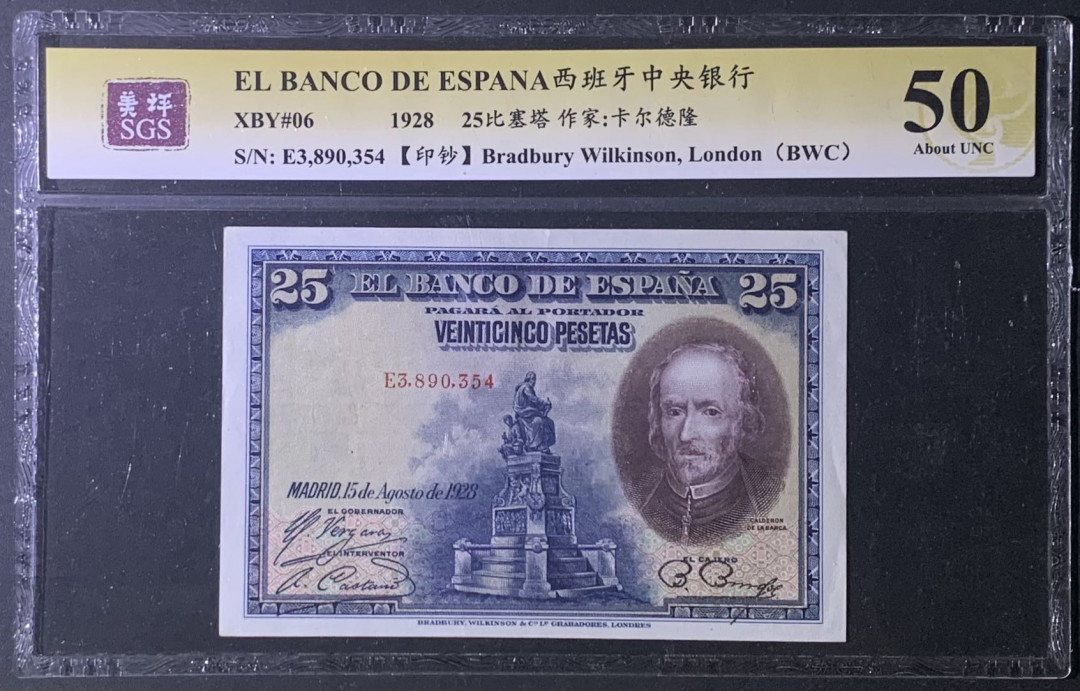 EL BANCO DE ESPANA西班牙中央银行
美评
SGS
XBY#06 1928 25比塞塔 作家:卡尔德隆
S/N: E3,890,354 【印钞】Bradbury Wilkinson, London（BWC）
50
About UNC
25 EL BANCO DE ESPAÑA 25
PAGARÁ AL PORTADOR
VEINTICINCO PESETAS
E3,890,354
MADRID, 15 de Agosto de 1928
EL GOBERNADOR
CALDERON
DE LA BARCA
EL INTERVENTOR
EL CAJERO
BRADBURY, WILKINSON & Cº Lᵈ GRABADORES, LONDRES